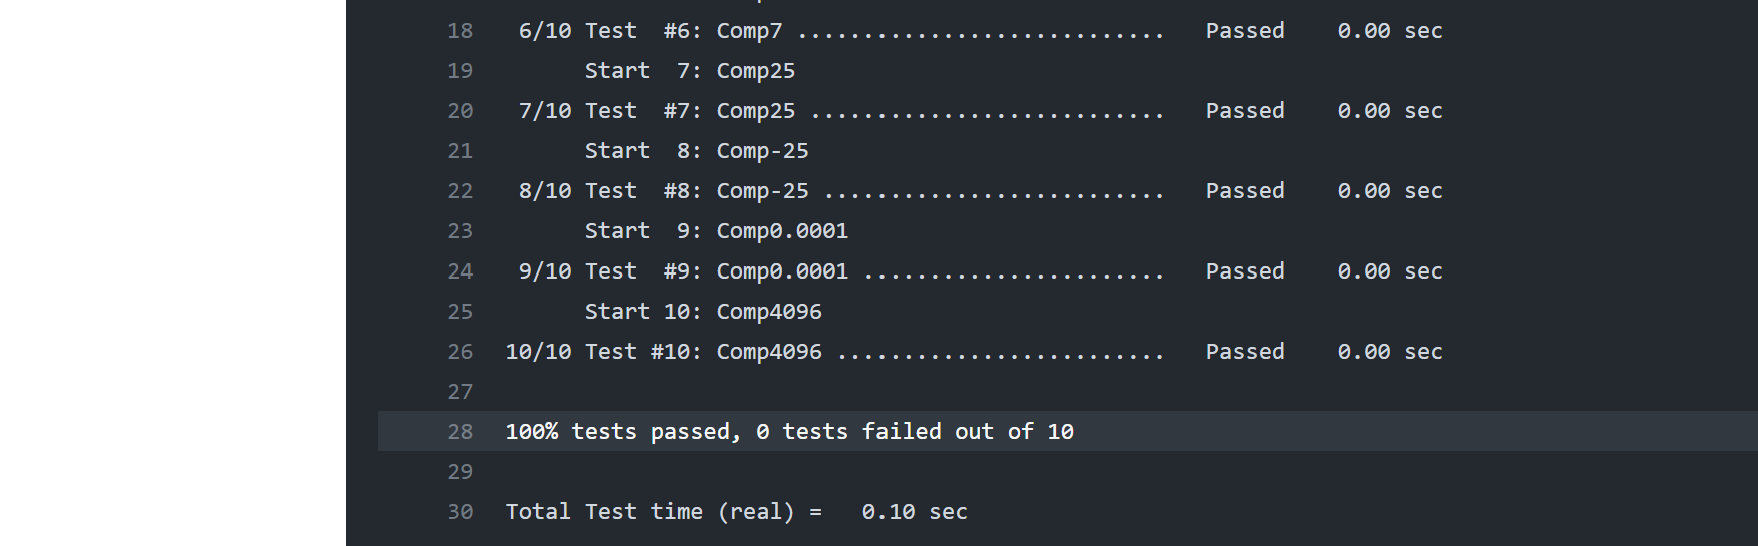 18 6/10 Test  #6: Comp7 ............................   Passed    0.00 sec
19       Start  7: Comp25
20  7/10 Test  #7: Comp25 ...........................   Passed    0.00 sec
21       Start  8: Comp-25
22  8/10 Test  #8: Comp-25 ..........................   Passed    0.00 sec
23       Start  9: Comp0.0001
24  9/10 Test  #9: Comp0.0001 .......................   Passed    0.00 sec
25       Start 10: Comp4096
26 10/10 Test #10: Comp4096 .........................   Passed    0.00 sec
27
28 100% tests passed, 0 tests failed out of 10
29
30 Total Test time (real) =   0.10 sec